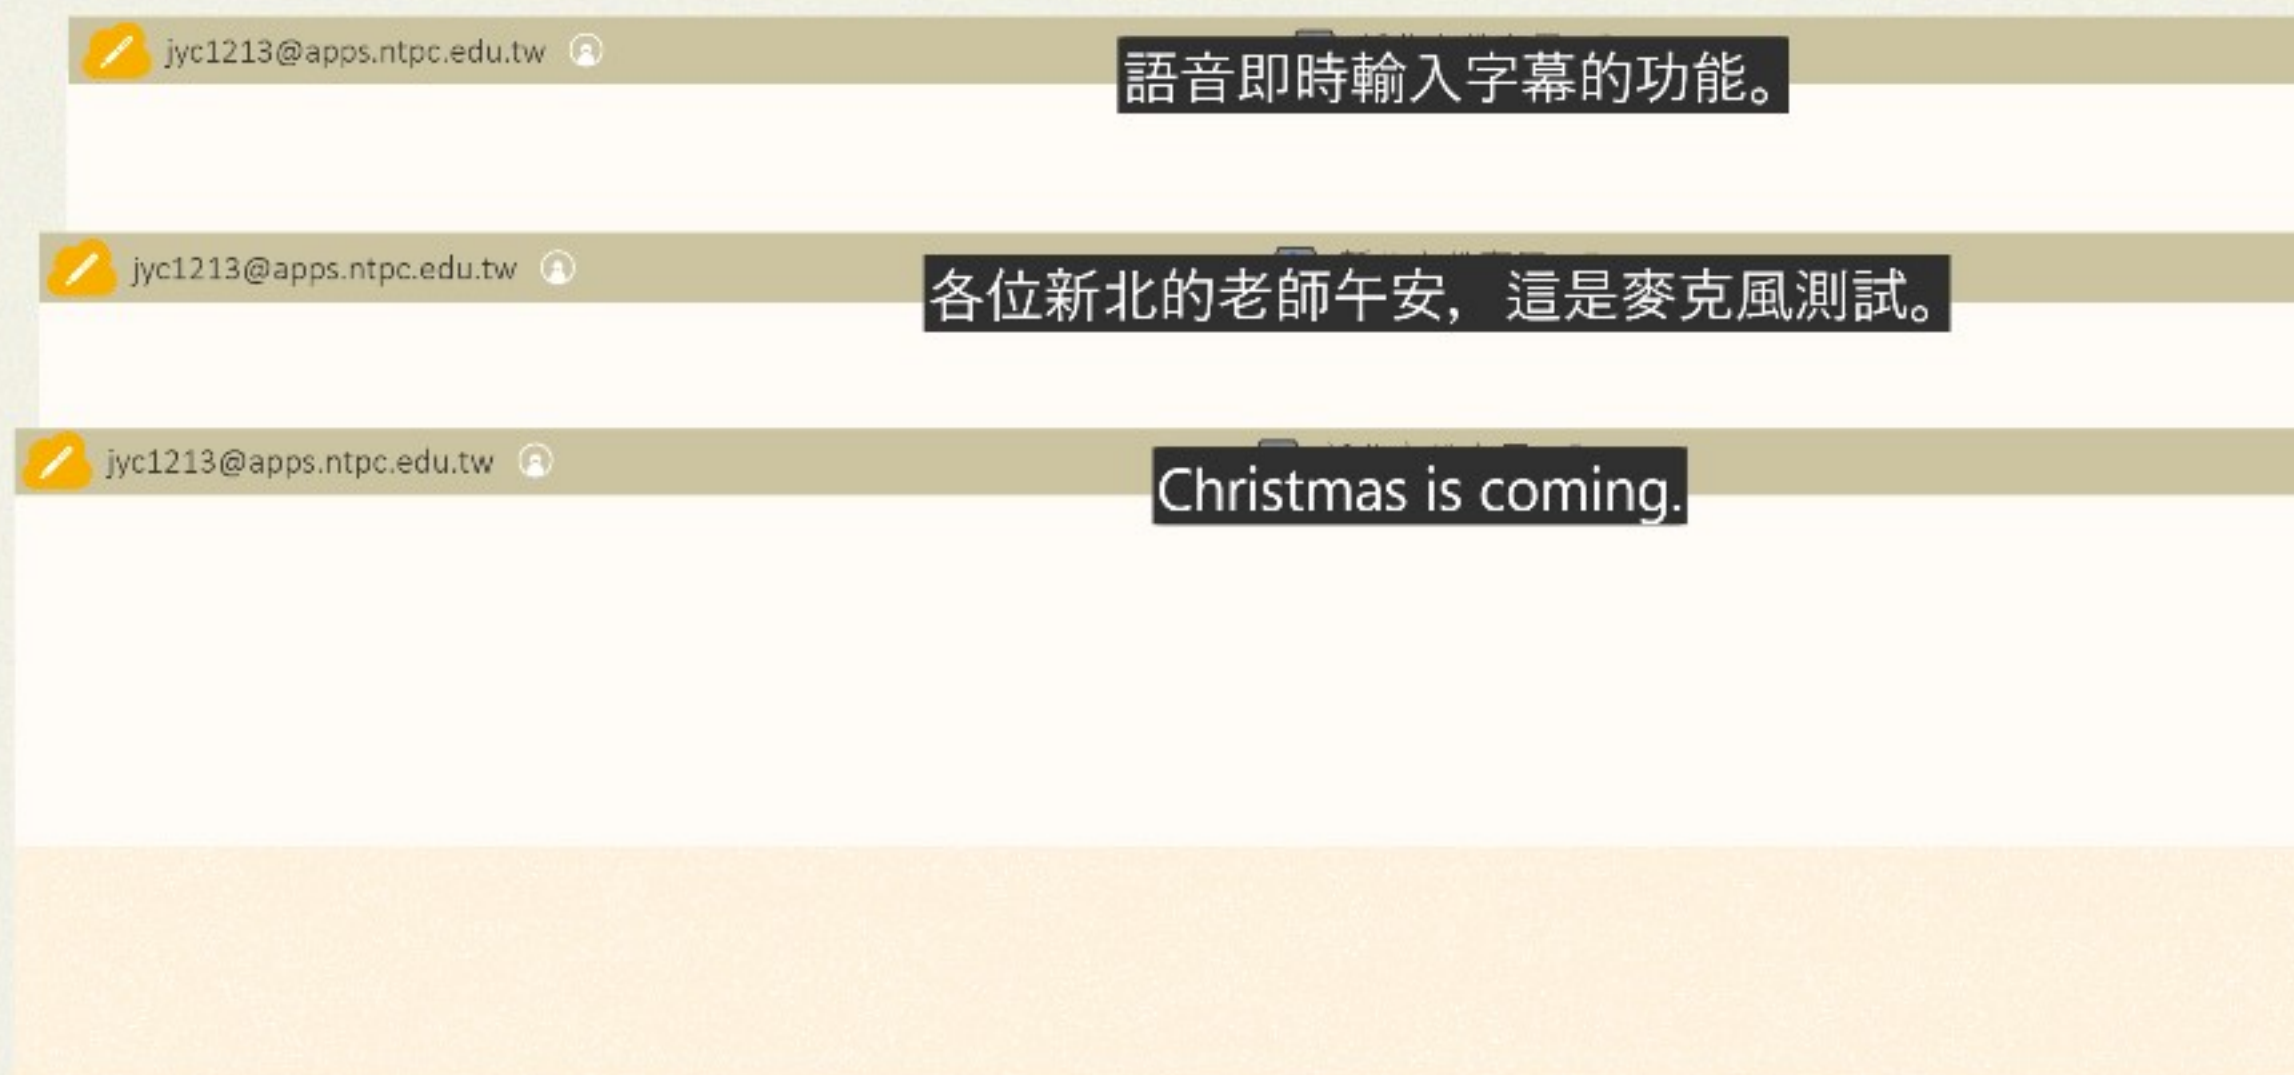 jyc1213@apps.ntpc.edu.tw
語音即時輸入字幕的功能。
jyc1213@apps.ntpc.edu.tw
各位新北的老師午安，這是麥克風測試。
jyc1213@apps.ntpc.edu.tw
Christmas is coming.